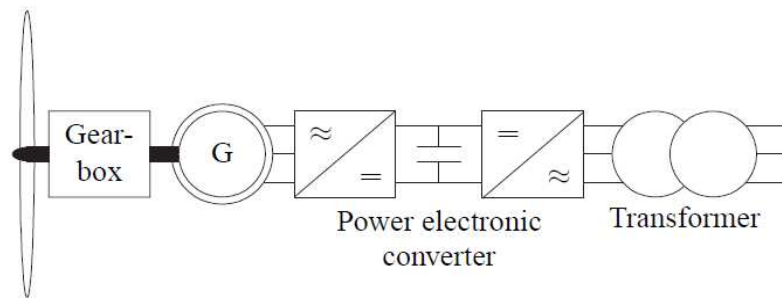 Gear-
box
G
≈
=
=
≈
Power electronic
converter
Transformer